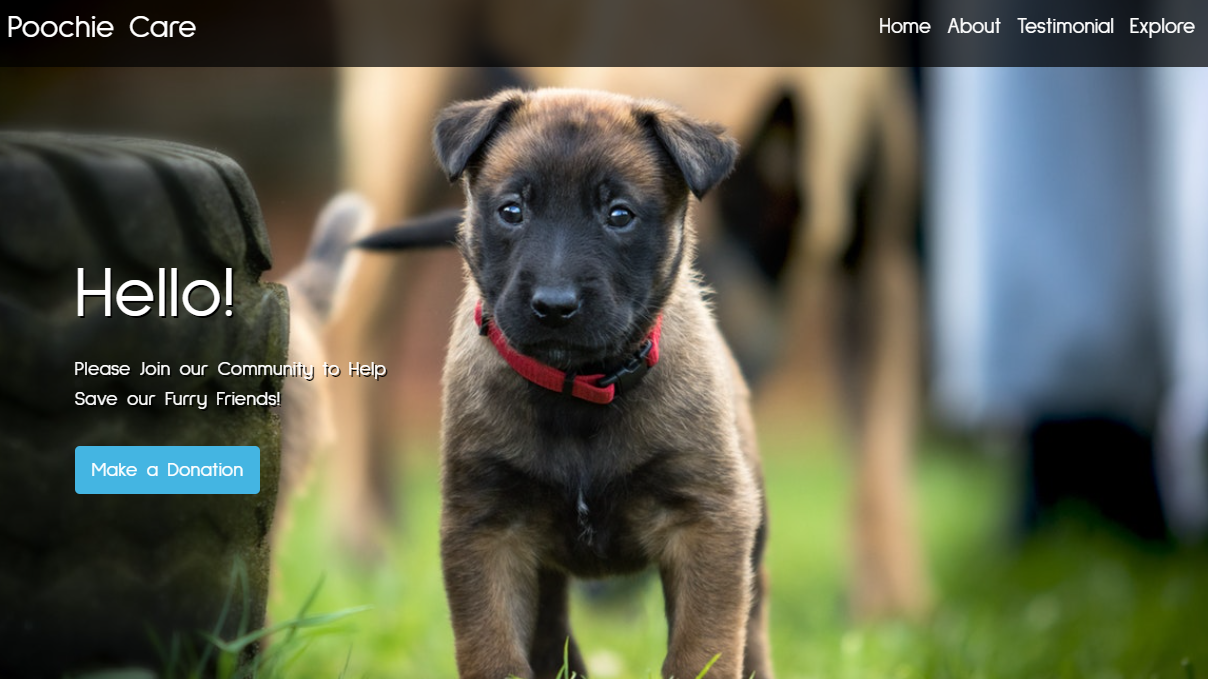 Poochie Care
Home About Testimonial Explore
Hello!
Please Join our Community to Help
Save our Furry Friends!
Make a Donation